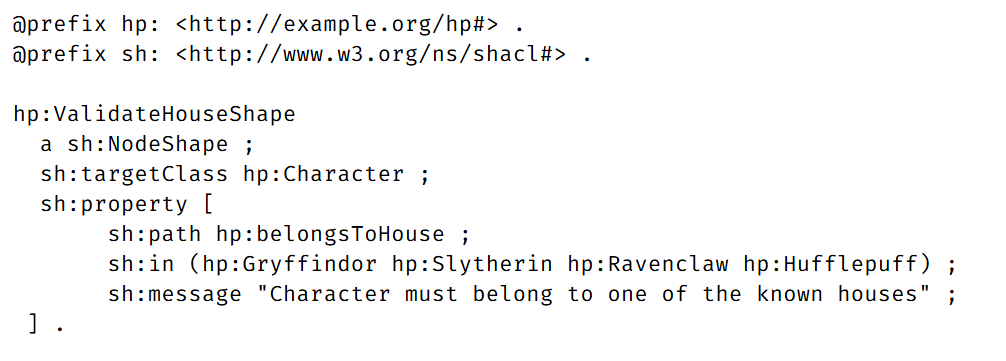 @prefix hp: <http://example.org/hp#> .
@prefix sh: <http://www.w3.org/ns/shacl#> .

hp:ValidateHouseShape
  a sh:NodeShape ;
  sh:targetClass hp:Character ;
  sh:property [
       sh:path hp:belongsToHouse ;
       sh:in (hp:Gryffindor hp:Slytherin hp:Ravenclaw hp:Hufflepuff) ;
       sh:message "Character must belong to one of the known houses" ;
 ] .